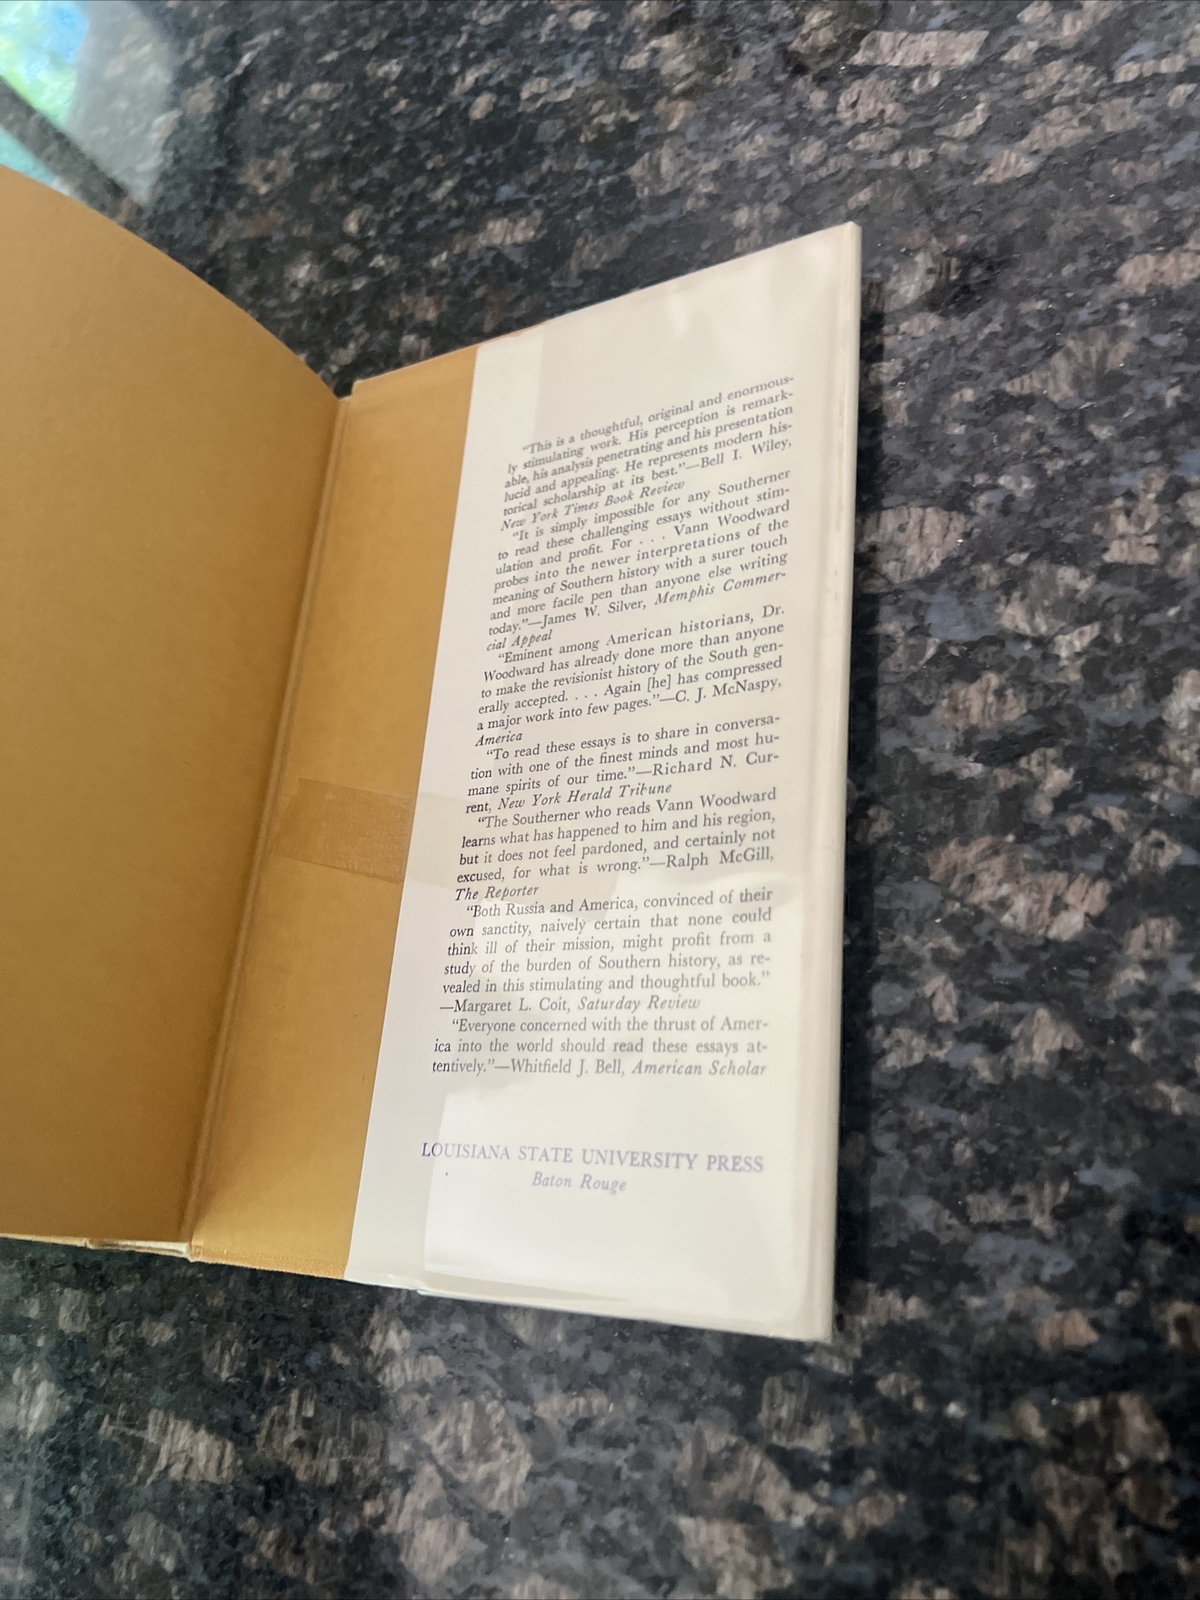 "This is a thoughtful, original and enormous-
ly stimulating work. His perception is remark-
able, his analysis penetrating and his presentation
lucid and appealing. He represents modern his-
torical scholarship at its best."—Bell I. Wiley,
New York Times Book Review
"It is simply impossible for any Southerner
to read these challenging essays without stim-
ulation and profit. For . . . Vann Woodward
probes into the newer interpretations of the
meaning of Southern history with a surer touch
and more facile pen than anyone else writing
today."—James W. Silver, Memphis Commer-
cial Appeal
"Eminent among American historians, Dr.
Woodward has already done more than anyone
to make the revisionist history of the South gen-
erally accepted. . . . Again [he] has compressed
a major work into few pages."—C. J. McNaspy,
America
"To read these essays is to share in conversa-
tion with one of the finest minds and most hu-
mane spirits of our time."—Richard N. Cur-
rent, New York Herald Tribune
"The Southerner who reads Vann Woodward
learns what has happened to him and his region,
but it does not feel pardoned, and certainly not
excused, for what is wrong."—Ralph McGill,
The Reporter
"Both Russia and America, convinced of their
own sanctity, naively certain that none could
think ill of their mission, might profit from a
study of the burden of Southern history, as re-
vealed in this stimulating and thoughtful book."
—Margaret L. Coit, Saturday Review
"Everyone concerned with the thrust of Amer-
ica into the world should read these essays at-
tentively."—Whitfield J. Bell, American Scholar
LOUISIANA STATE UNIVERSITY PRESS
Baton Rouge